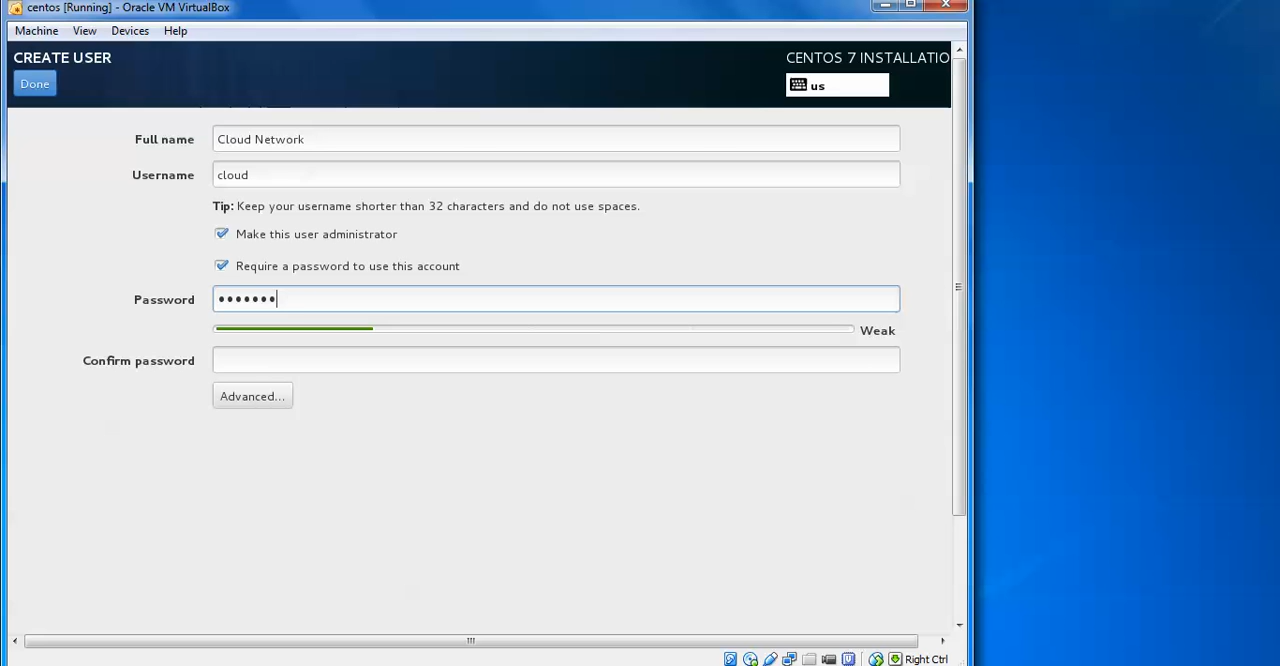 centos [Running] - Oracle VM VirtualBox
Machine View Devices Help
CREATE USER
CENTOS 7 INSTALLATIO
Done
us
Full name Cloud Network
Username cloud
Tip: Keep your username shorter than 32 characters and do not use spaces.
Make this user administrator
Require a password to use this account
Password •••••••
Weak
Confirm password
Advanced...
Right Ctrl